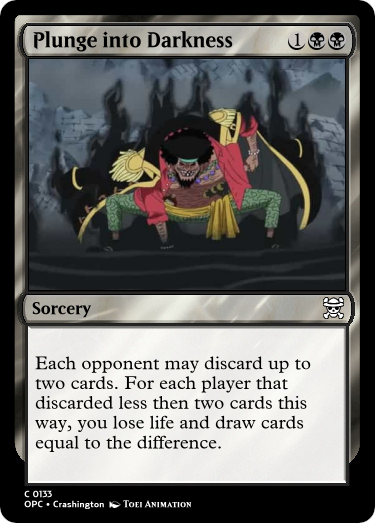 Plunge into Darkness 1
Sorcery
Each opponent may discard up to
two cards. For each player that
discarded less then two cards this
way, you lose life and draw cards
equal to the difference.
C 0133
OPC • Crashington Toei Animation